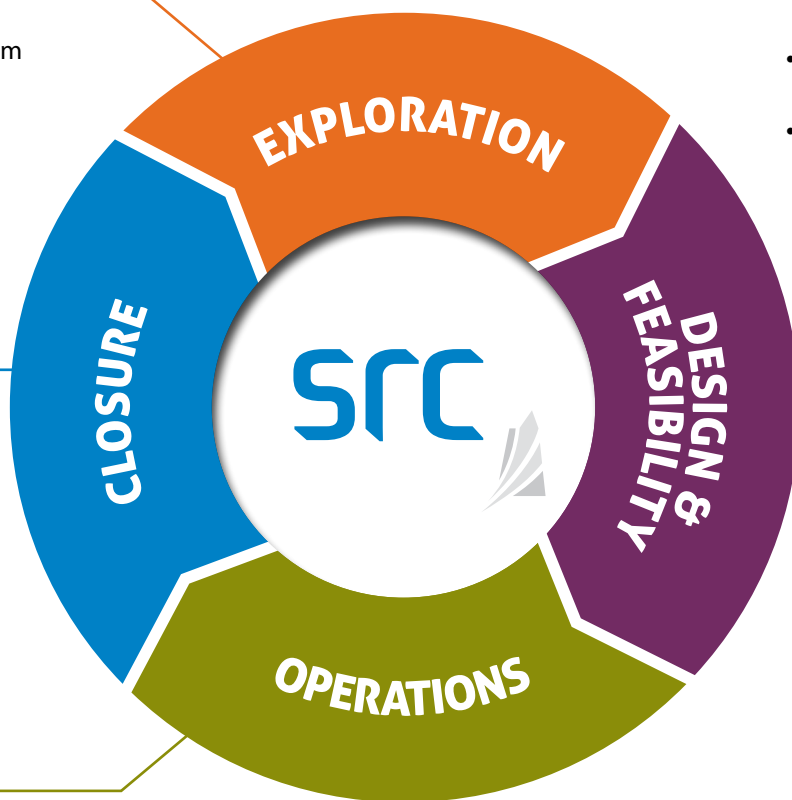 m
EXPLORATION
DESIGN &
FEASIBILITY
OPERATIONS
CLOSURE
src